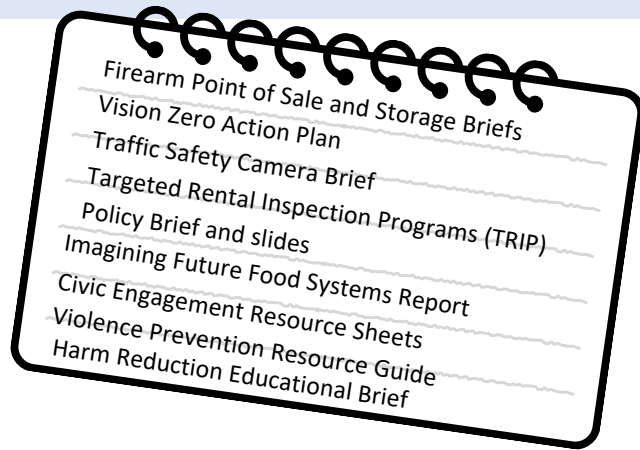 Firearm Point of Sale and Storage Briefs
Vision Zero Action Plan
Traffic Safety Camera Brief
Targeted Rental Inspection Programs (TRIP)
Policy Brief and slides
Imagining Future Food Systems Report
Civic Engagement Resource Sheets
Violence Prevention Resource Guide
Harm Reduction Educational Brief